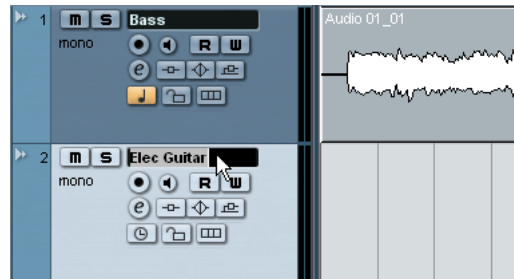 1 m S Bass
Audio 01_01
mono
R W
e
2 m S Elec Guitar
mono
R W
e